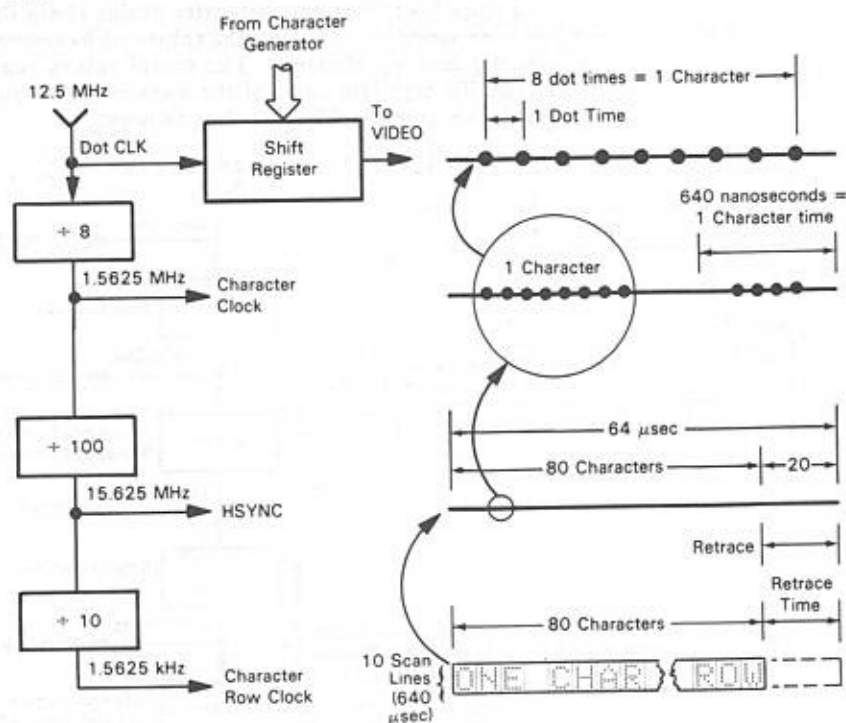 From Character
Generator
12.5 MHz
Dot CLK
Shift
Register
To
VIDEO
÷ 8
1.5625 MHz
Character
Clock
÷ 100
15.625 MHz
HSYNC
÷ 10
1.5625 kHz
Character
Row Clock
8 dot times = 1 Character
1 Dot Time
640 nanoseconds =
1 Character time
1 Character
64 μsec
80 Characters
20
Retrace
Retrace
Time
80 Characters
10 Scan
Lines
(640
μsec)
ONE CHAR ROW